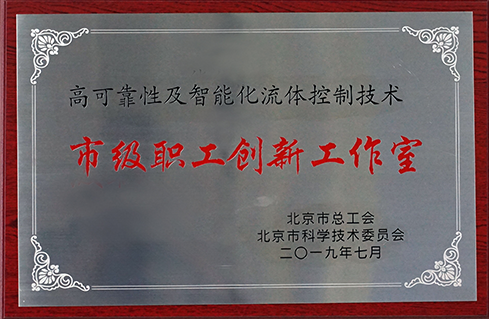 高可靠性及智能化流体控制技术
市级职工创新工作室
北京市总工会
北京市科学技术委员会
二〇一九年七月